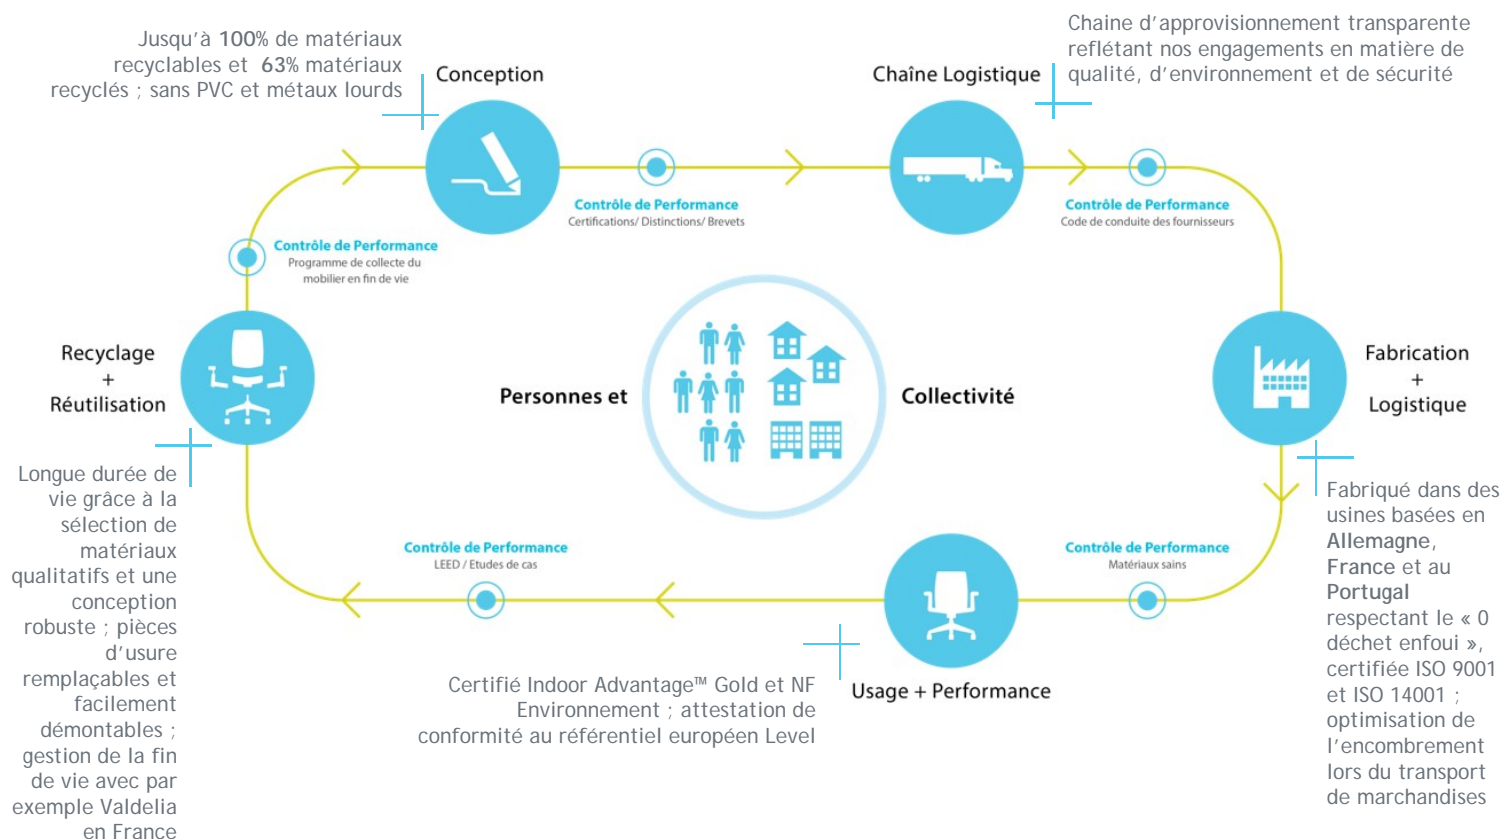 Jusqu'à 100% de matériaux
recyclables et 63% matériaux
recyclés ; sans PVC et métaux lourds
Conception
Chaîne Logistique
Chaine d'approvisionnement transparente
reflétant nos engagements en matière de
qualité, d'environnement et de sécurité
Contrôle de Performance
Certifications/ Distinctions/ Brevets
Contrôle de Performance
Code de conduite des fournisseurs
Contrôle de Performance
Programme de collecte du
mobilier en fin de vie
Recyclage
+
Réutilisation
Personnes et
Collectivité
Fabrication
+
Logistique
Longue durée de
vie grâce à la
sélection de
matériaux
qualitatifs et une
conception
robuste ; pièces
d'usure
remplaçables et
facilement
démontables ;
gestion de la fin
de vie avec par
exemple Valdelia
en France
Contrôle de Performance
LEED / Etudes de cas
Contrôle de Performance
Matériaux sains
Fabriqué dans des
usines basées en
Allemagne,
France et au
Portugal
respectant le « 0
déchet enfoui »,
certifiée ISO 9001
et ISO 14001 ;
optimisation de
l'encombrement
lors du transport
de marchandises
Certifié Indoor Advantage™ Gold et NF
Environnement ; attestation de
conformité au référentiel européen Level
Usage + Performance